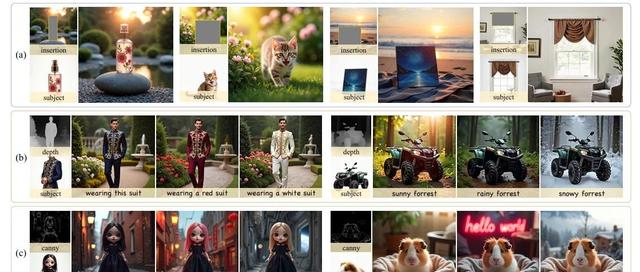 (a)
insertion
subject
insertion
subject
insertion
subject
insertion
subject
(b)
depth
subject
wearing this suit
wearing a red suit
wearing a white suit
depth
subject
sunny forrest
rainy forrest
snowy forrest
(c)
canny
canny
hello world